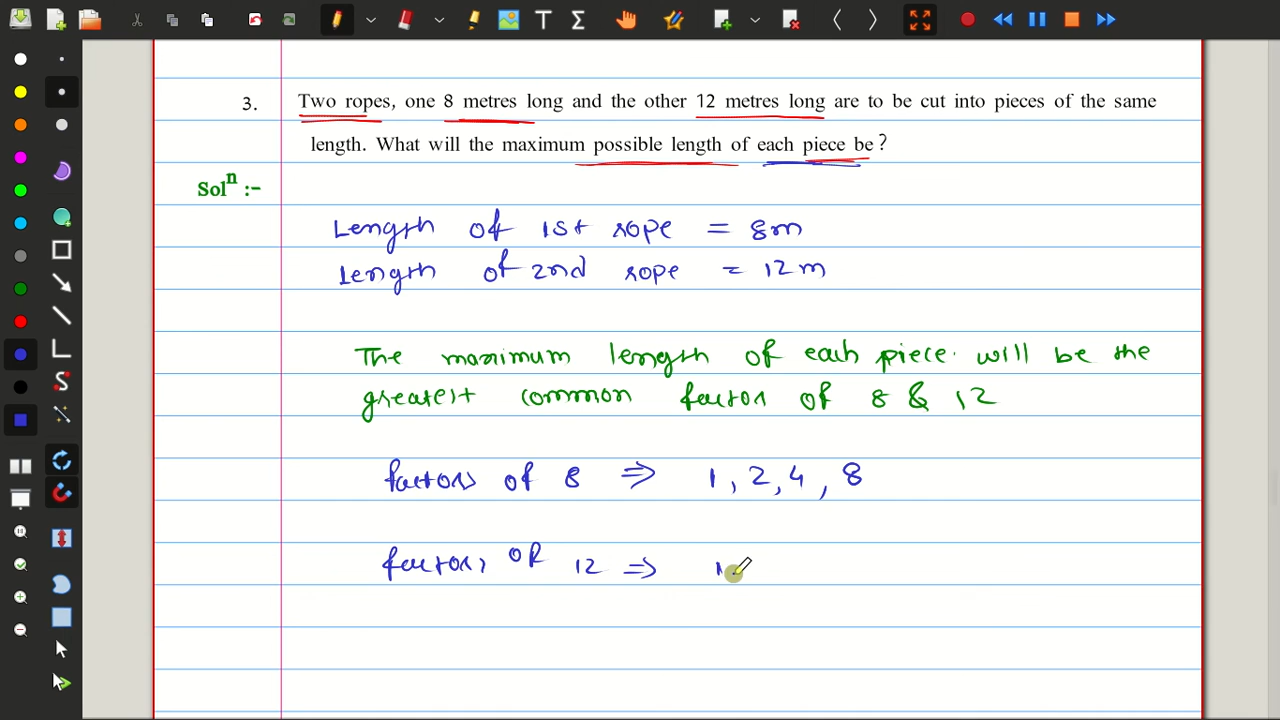 3. Two ropes, one 8 metres long and the other 12 metres long are to be cut into pieces of the same
length. What will the maximum possible length of each piece be?
Solⁿ :-
Length of 1st rope = 8m
Length of 2nd rope = 12m
The maximum length of each piece will be the
greatest common factor of 8 & 12
factors of 8 ⇒ 1, 2, 4, 8
factors of 12 ⇒ 1,